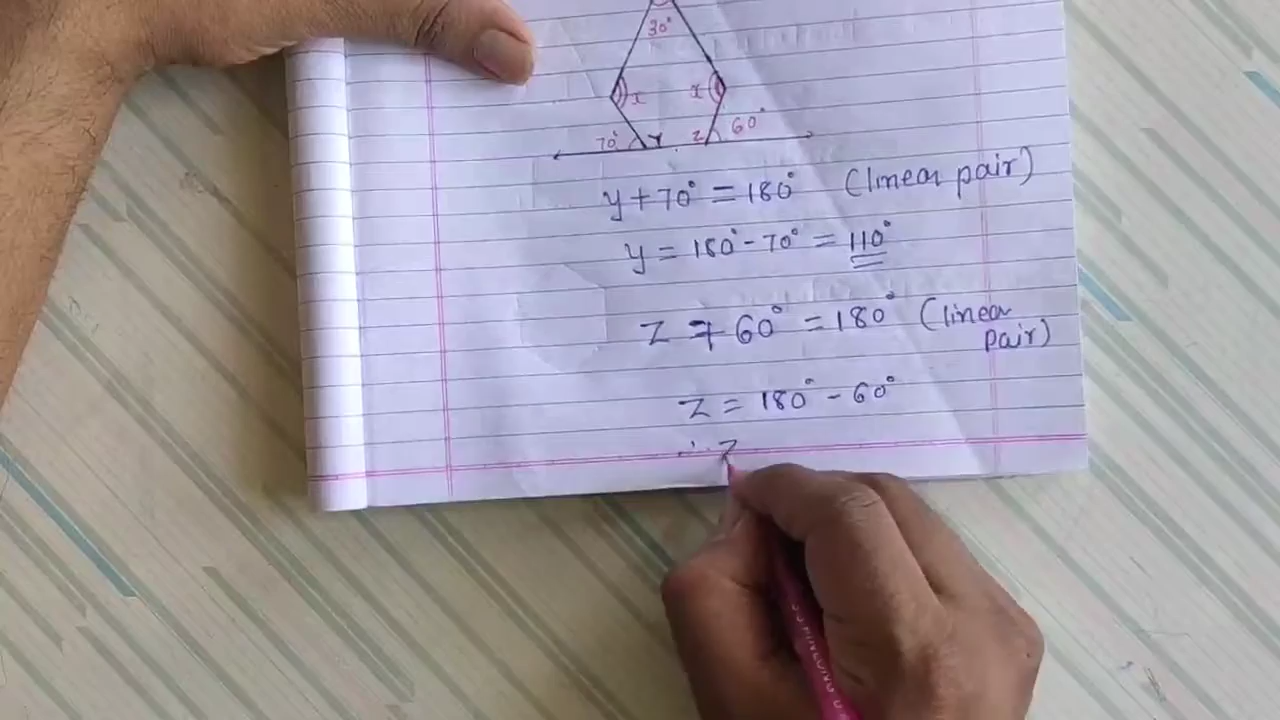 30°
x x
70° y z 60°
y + 70° = 180° (linear pair)
y = 180° - 70° = 110°
z + 60° = 180° (linear
pair)
z = 180° - 60°
∴ z